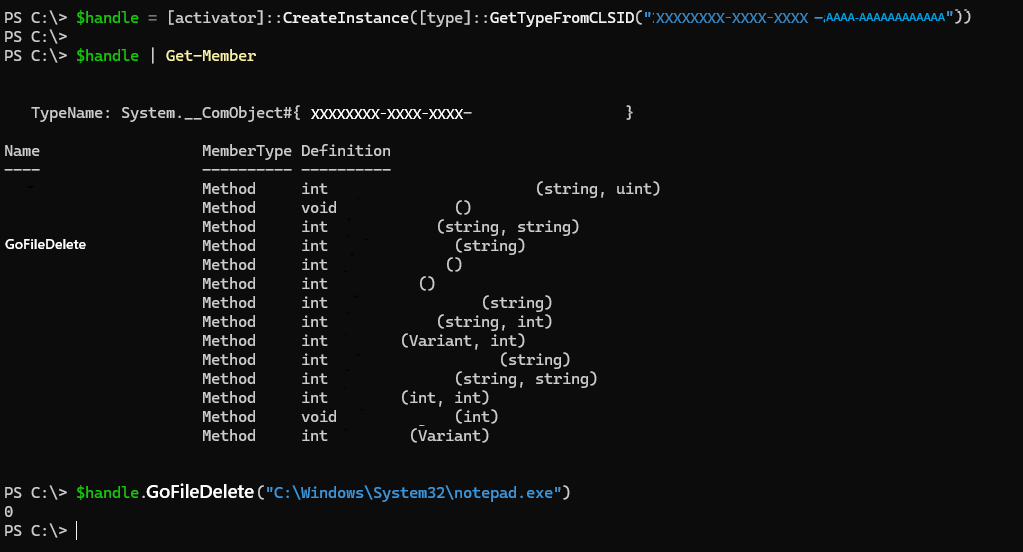 PS C:\> $handle = [activator]::CreateInstance([type]::GetTypeFromCLSID("XXXXXXXX-XXXX-XXXX -AAAA-AAAAAAAAAAAA"))
PS C:\>
PS C:\> $handle | Get-Member
TypeName: System.__ComObject#{ XXXXXXXX-XXXX-XXXX- }
Name MemberType Definition
---- ---------- ----------
Method int (string, uint)
Method void ()
Method int (string, string)
GoFileDelete Method int (string)
Method int ()
Method int ()
Method int (string)
Method int (string, int)
Method int (Variant, int)
Method int (string)
Method int (string, string)
Method int (int, int)
Method void (int)
Method int (Variant)
PS C:\> $handle.GoFileDelete("C:\Windows\System32\notepad.exe")
0
PS C:\>